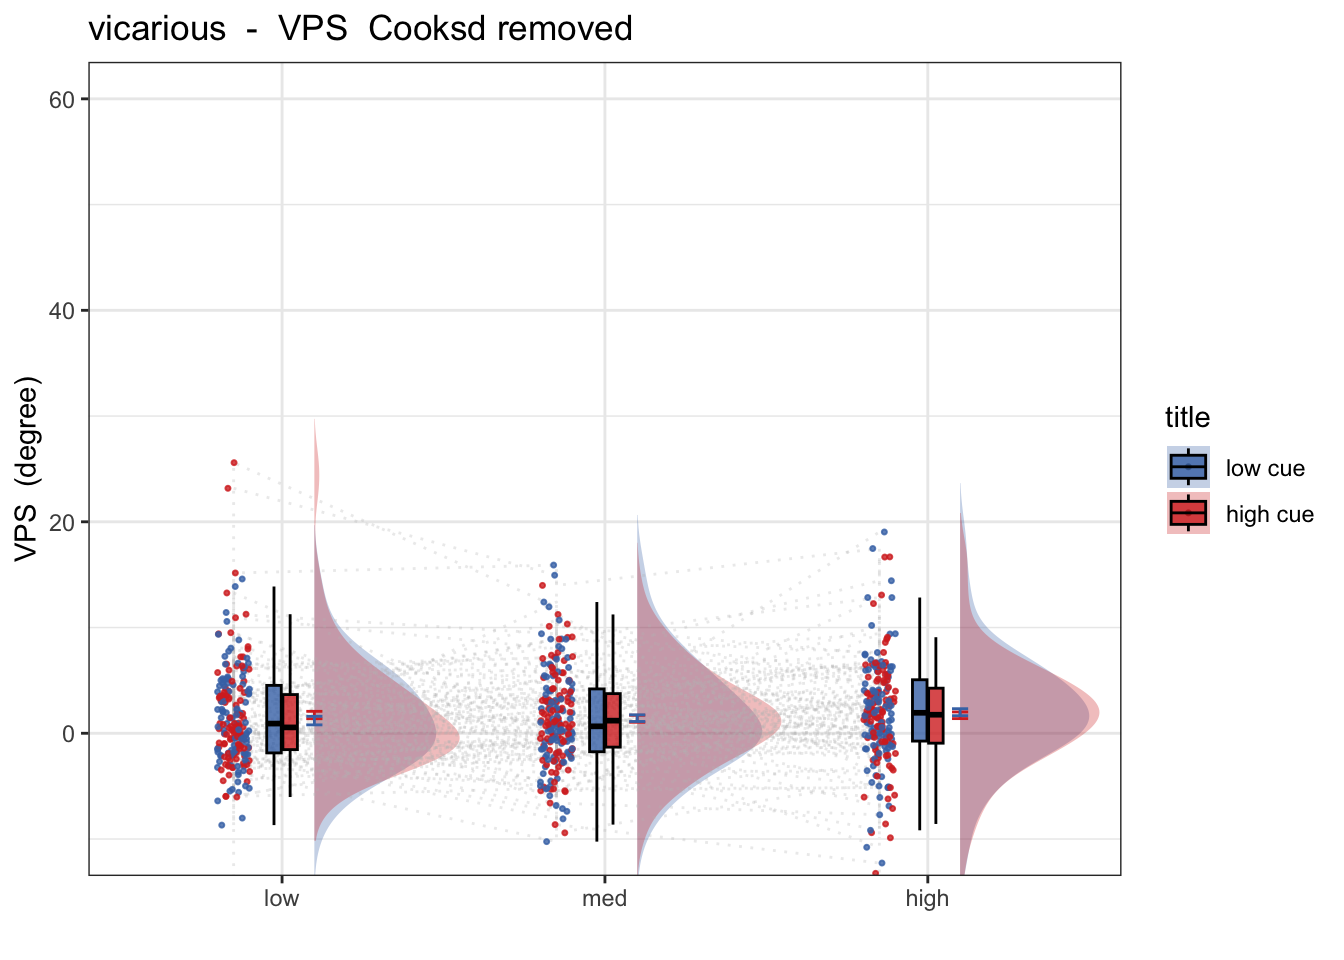 vicarious - VPS Cooksd removed
60
40
20
0
VPS (degree)
low
med
high
title
low cue
high cue